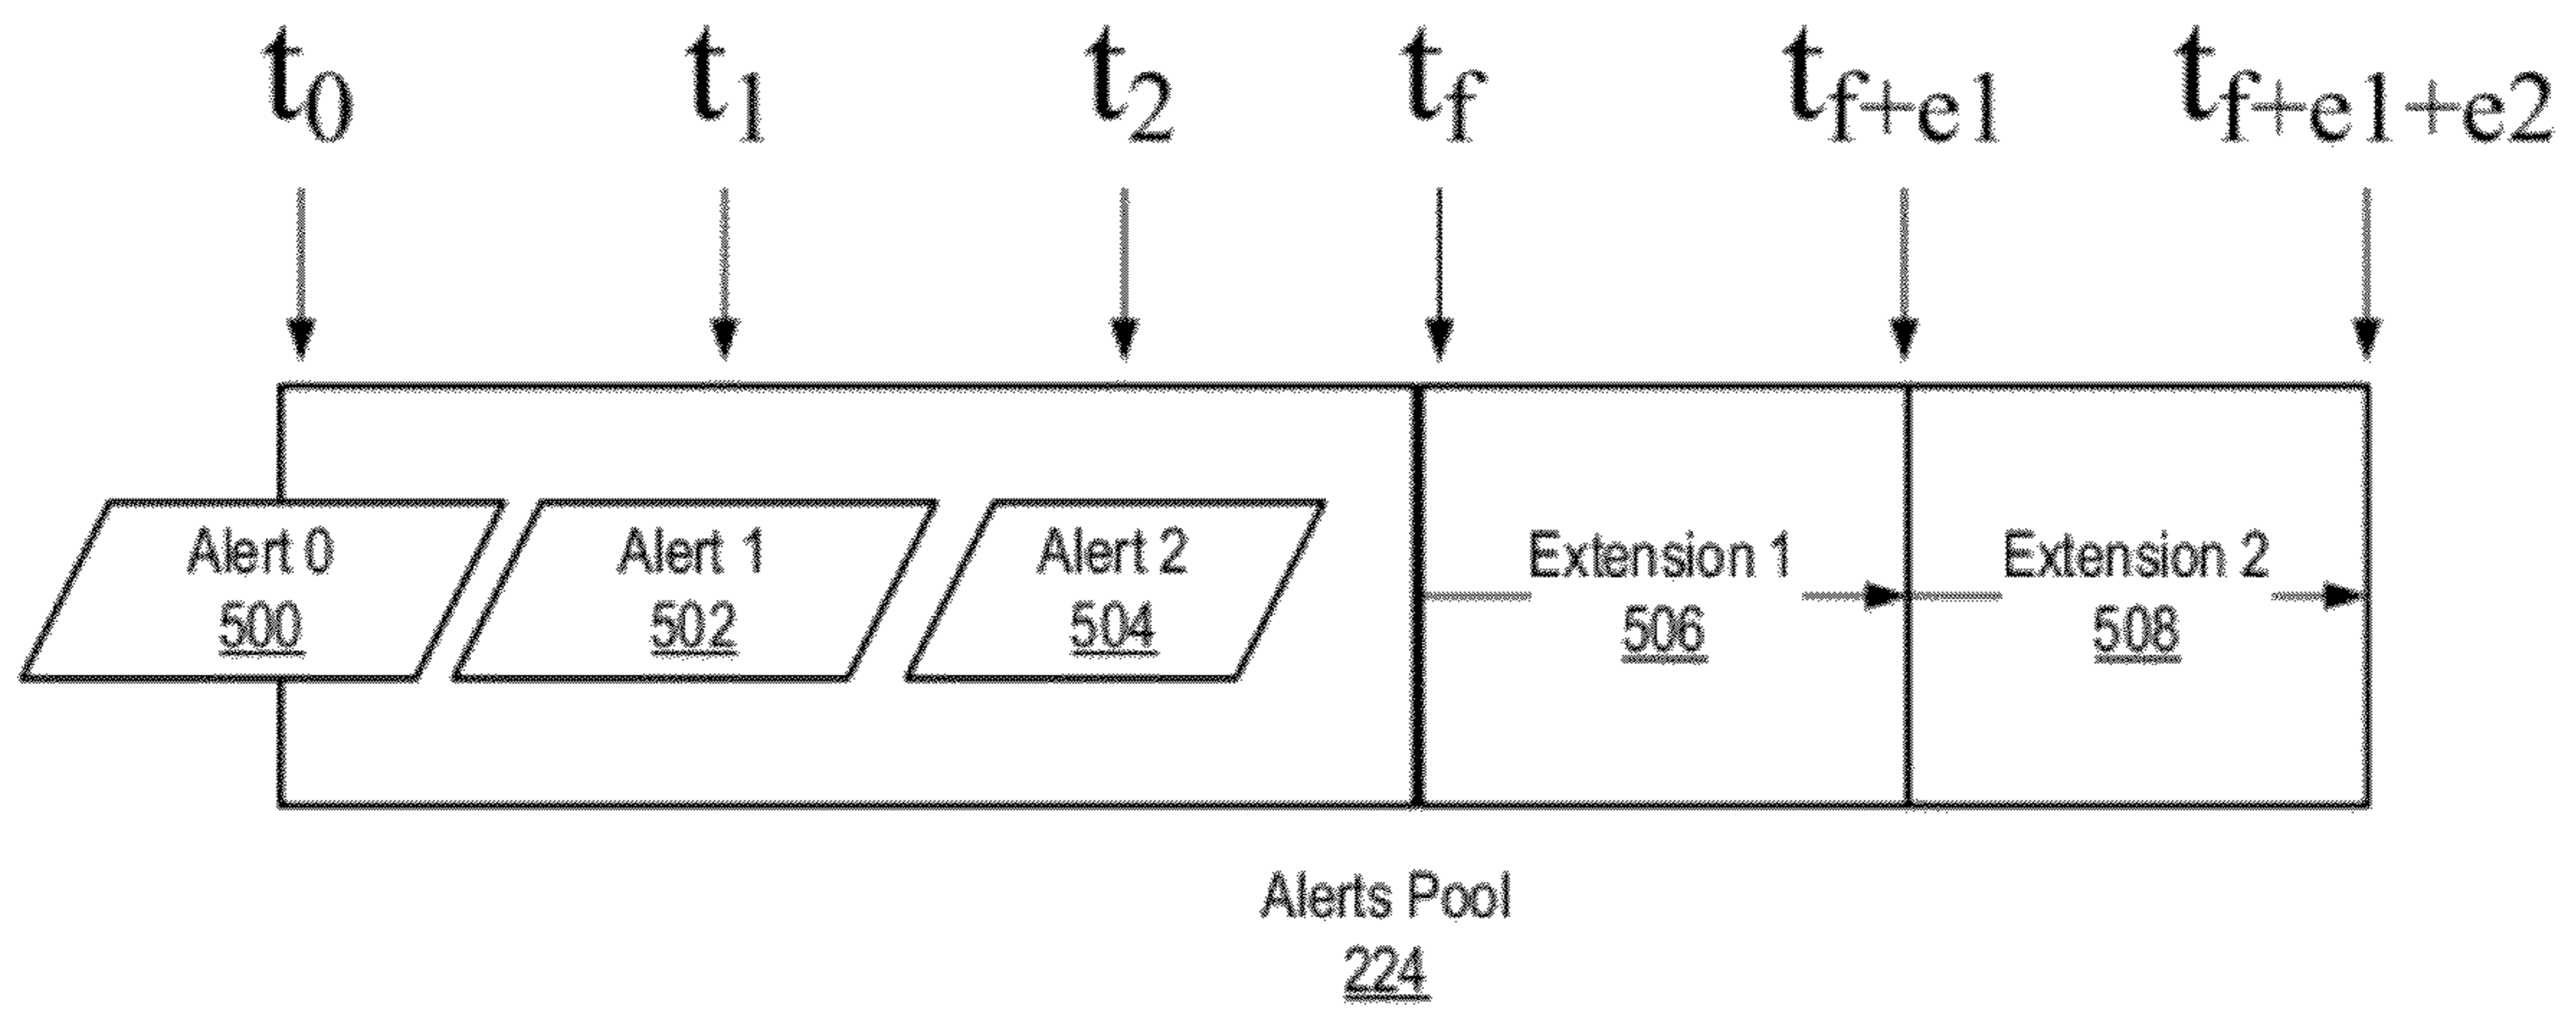 t0 t1 t2 tf tf+e1 tf+e1+e2
Alert 0
500
Alert 1
502
Alert 2
504
Extension 1
506
Extension 2
508
Alerts Pool
224